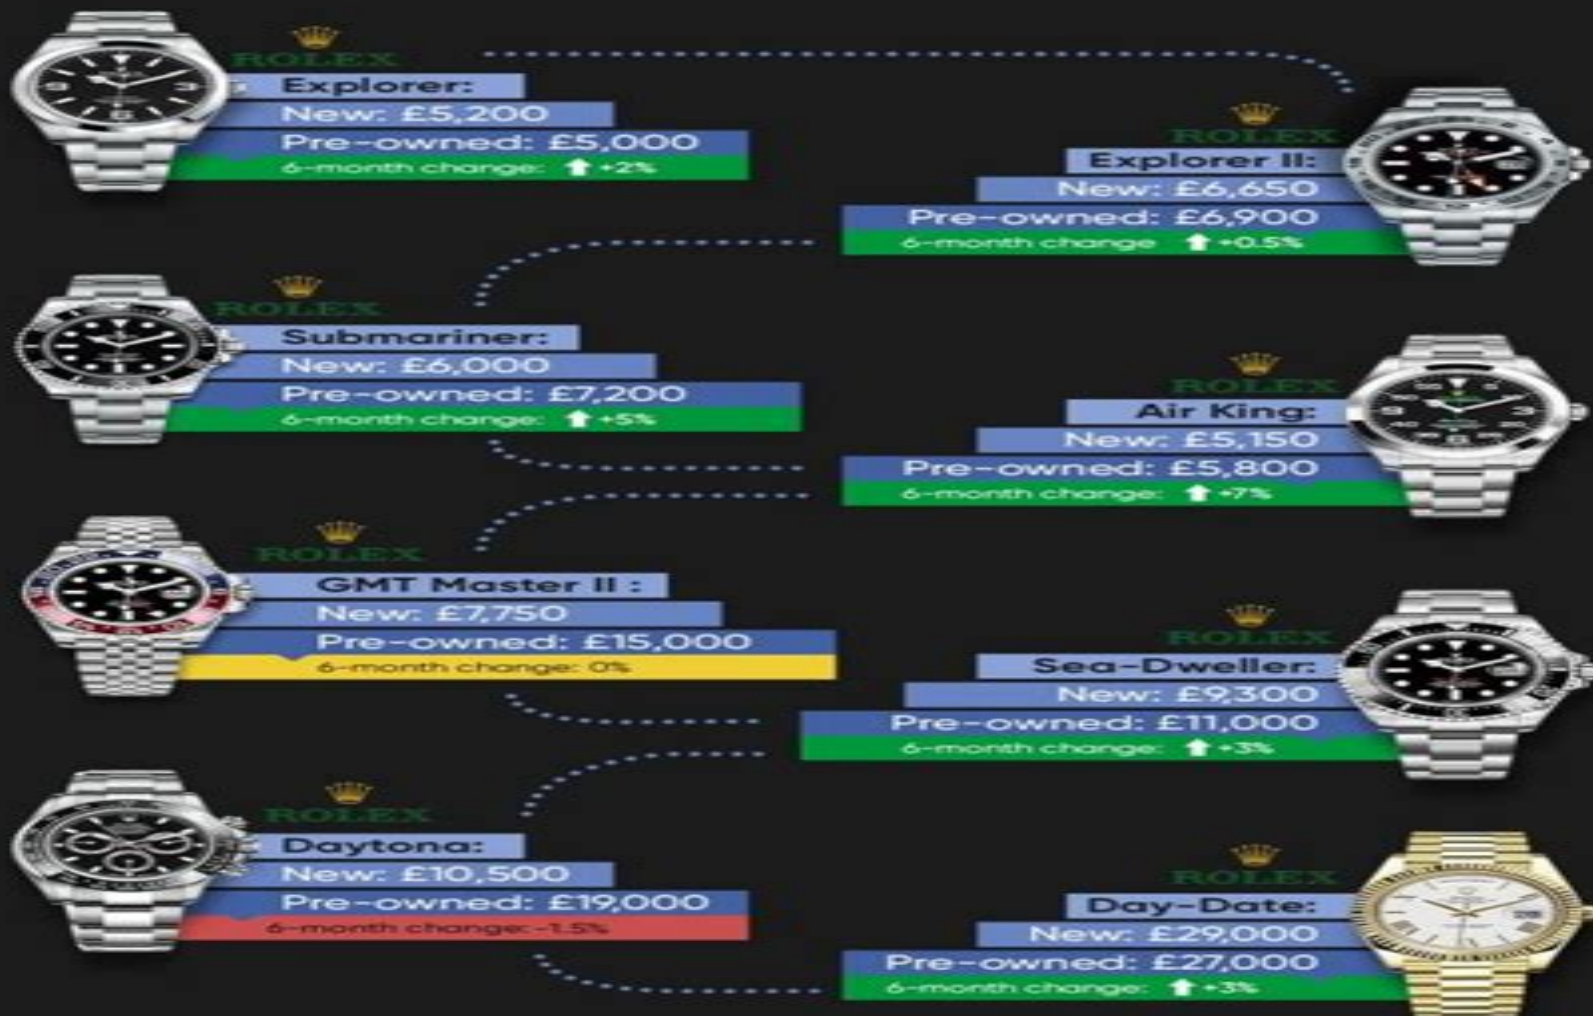 ROLEX
Explorer:
New: £5,200
Pre-owned: £5,000
6-month change: +2%
ROLEX
Explorer II:
New: £6,650
Pre-owned: £6,900
6-month change +0.5%
ROLEX
Submariner:
New: £6,000
Pre-owned: £7,200
6-month change: +5%
ROLEX
Air King:
New: £5,150
Pre-owned: £5,800
6-month change: +7%
ROLEX
GMT Master II :
New: £7,750
Pre-owned: £15,000
6-month change: 0%
ROLEX
Sea-Dweller:
New: £9,300
Pre-owned: £11,000
6-month change: +3%
ROLEX
Daytona:
New: £10,500
Pre-owned: £19,000
6-month change: -1.5%
ROLEX
Day-Date:
New: £29,000
Pre-owned: £27,000
6-month change: +3%